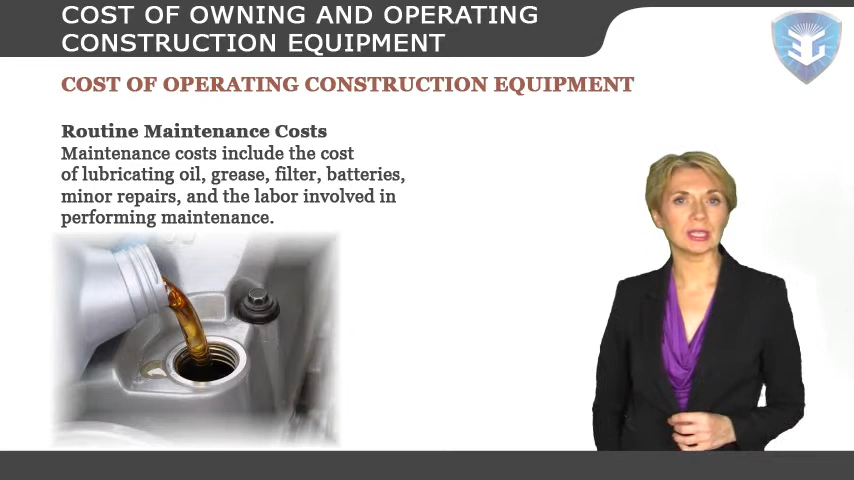 COST OF OWNING AND OPERATING
CONSTRUCTION EQUIPMENT
COST OF OPERATING CONSTRUCTION EQUIPMENT
Routine Maintenance Costs
Maintenance costs include the cost
of lubricating oil, grease, filter, batteries,
minor repairs, and the labor involved in
performing maintenance.